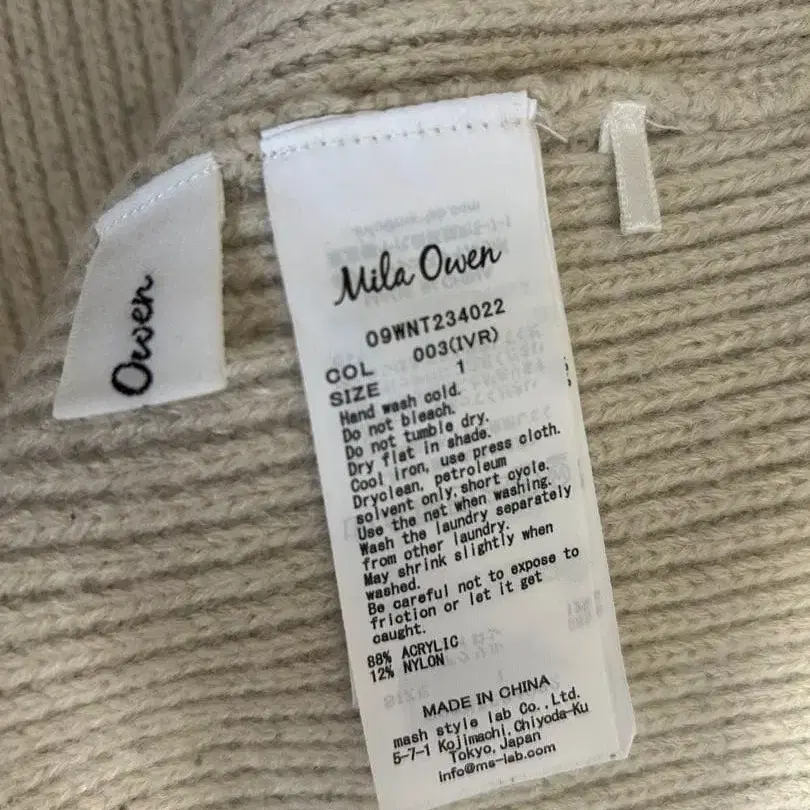 Owen
Mila Owen
09WNT234022
COL 003(IVR)
SIZE 1
Hand wash cold.
Do not bleach.
Do not tumble dry.
Dry flat in shade.
Cool iron, use press cloth.
Dryclean, petroleum
solvent only,short cycle.
Use the net when washing.
Wash the laundry separately
from other laundry.
May shrink slightly when
washed.
Be careful not to expose to
friction or let it get
caught.
88% ACRYLIC
12% NYLON
MADE IN CHINA
mash style lab Co.,Ltd.
5-7-1 Kojimachi,Chiyoda-Ku
Tokyo,Japan
info@ms-lab.com